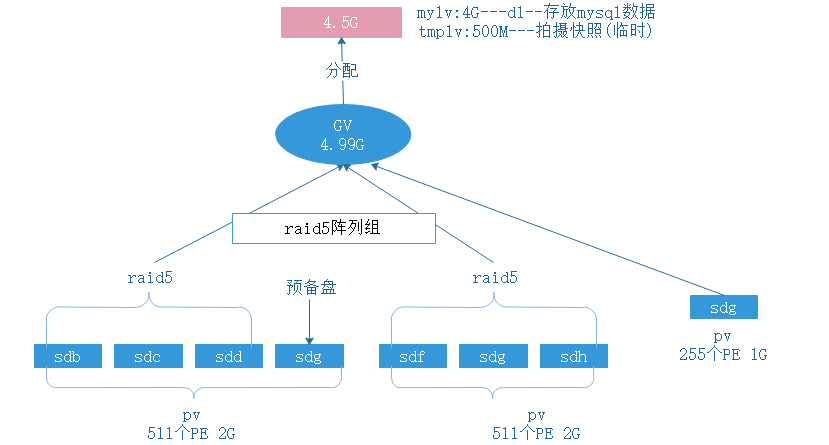 4.5G
mylv:4G---d1--存放mysql数据
tmplv:500M---拍摄快照(临时)
分配
GV
4.99G
raid5阵列组
raid5
预备盘
raid5
sdb
sdc
sdd
sdg
sdf
sdg
sdh
sdg
pv
255个PE 1G
pv
511个PE 2G
pv
511个PE 2G